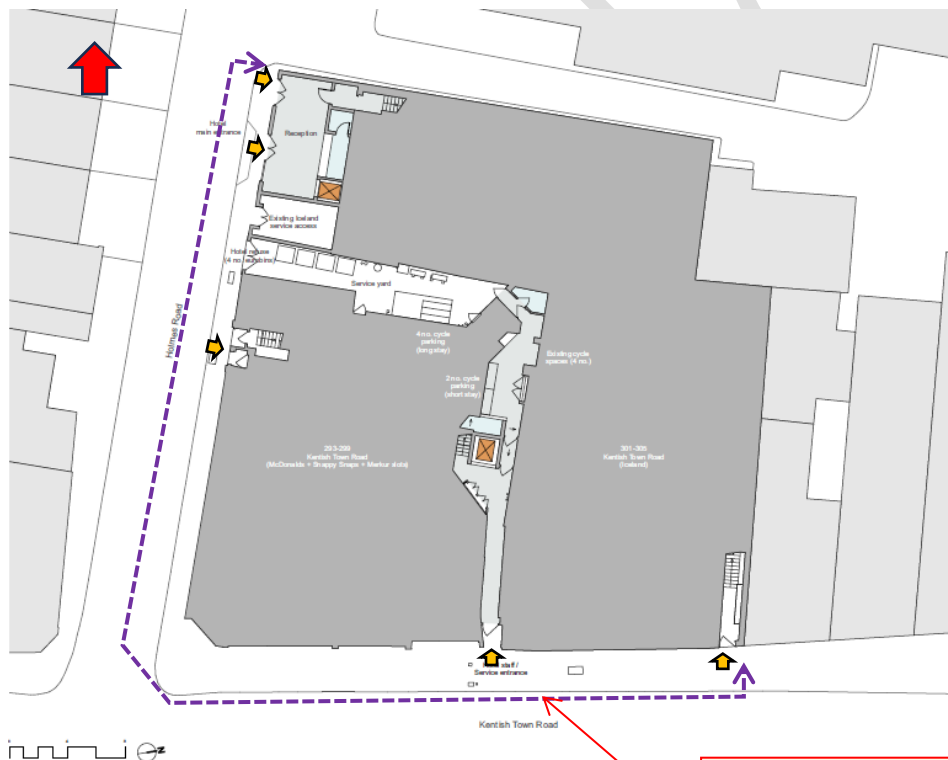 Hotel
main entrance
Reception
Existing Iceland
service access
Hotel refuse
(4 no. eurobins)
Service yard
Holmes Road
4 no. cycle
parking
(long stay)
Existing cycle
spaces (4 no.)
2 no. cycle
parking
(short stay)
293-299
Kentish Town Road
(McDonalds + Snappy Snaps + Merkur slots)
301-305
Kentish Town Road
(Iceland)
staff /
Service entrance
Kentish Town Road
N